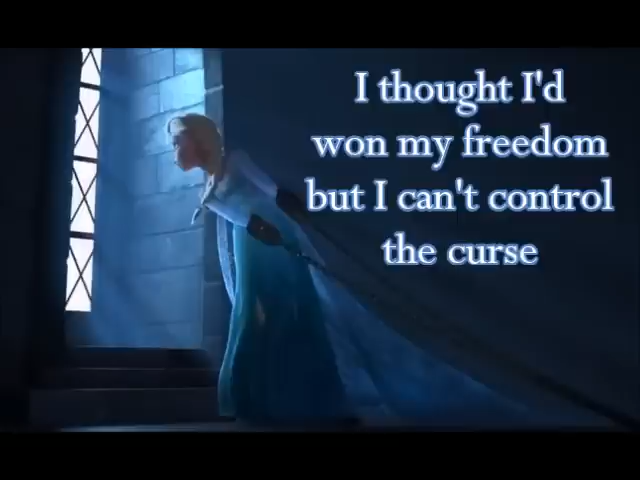 I thought I'd
won my freedom
but I can't control
the curse